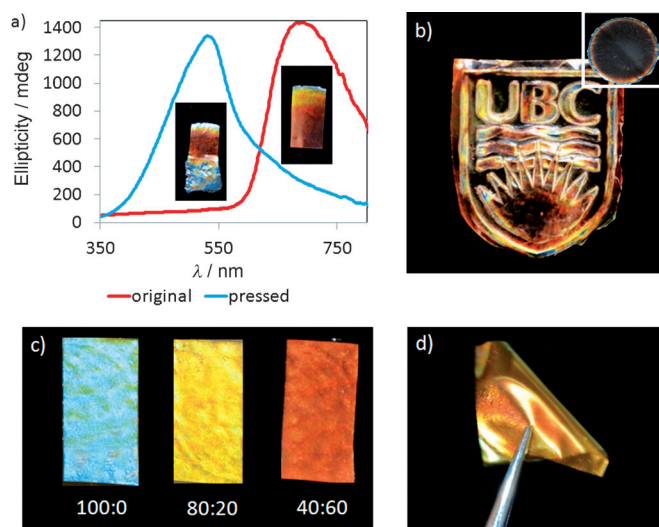 a)
Ellipticity / mdeg
1400
1200
1000
800
600
400
200
0
350
550
750
λ / nm
original
pressed
b)
UBC
c)
100:0
80:20
40:60
d)